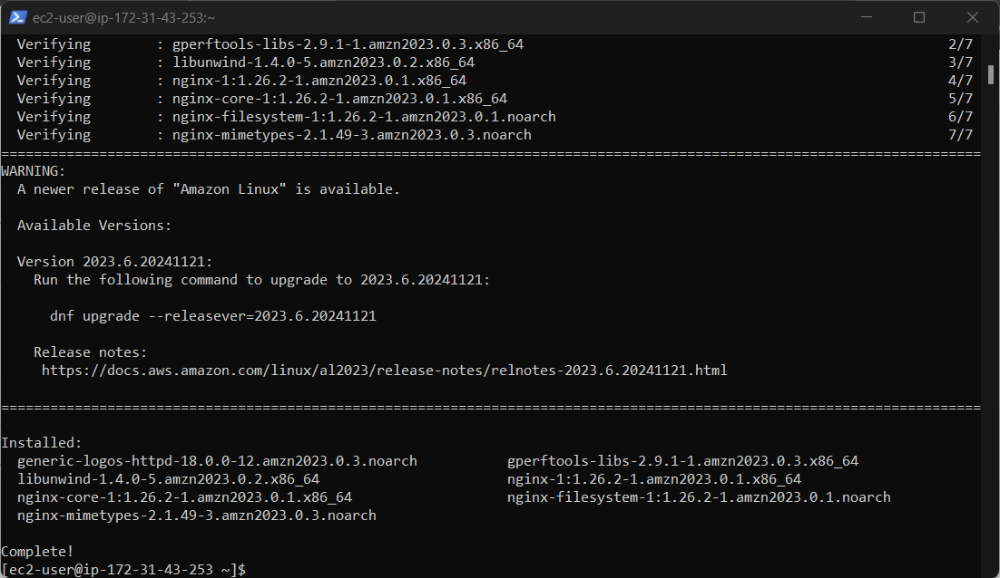 ec2-user@ip-172-31-43-253:~
Verifying : gperftools-libs-2.9.1-1.amzn2023.0.3.x86_64 2/7
Verifying : libunwind-1.4.0-5.amzn2023.0.2.x86_64 3/7
Verifying : nginx-1:1.26.2-1.amzn2023.0.1.x86_64 4/7
Verifying : nginx-core-1:1.26.2-1.amzn2023.0.1.x86_64 5/7
Verifying : nginx-filesystem-1:1.26.2-1.amzn2023.0.1.noarch 6/7
Verifying : nginx-mimetypes-2.1.49-3.amzn2023.0.3.noarch 7/7
========================================================================================================================
WARNING:
A newer release of "Amazon Linux" is available.
Available Versions:
Version 2023.6.20241121:
Run the following command to upgrade to 2023.6.20241121:
dnf upgrade --releasever=2023.6.20241121
Release notes:
https://docs.aws.amazon.com/linux/al2023/release-notes/relnotes-2023.6.20241121.html
========================================================================================================================
Installed:
generic-logos-httpd-18.0.0-12.amzn2023.0.3.noarch gperftools-libs-2.9.1-1.amzn2023.0.3.x86_64
libunwind-1.4.0-5.amzn2023.0.2.x86_64 nginx-1:1.26.2-1.amzn2023.0.1.x86_64
nginx-core-1:1.26.2-1.amzn2023.0.1.x86_64 nginx-filesystem-1:1.26.2-1.amzn2023.0.1.noarch
nginx-mimetypes-2.1.49-3.amzn2023.0.3.noarch
Complete!
[ec2-user@ip-172-31-43-253 ~]$